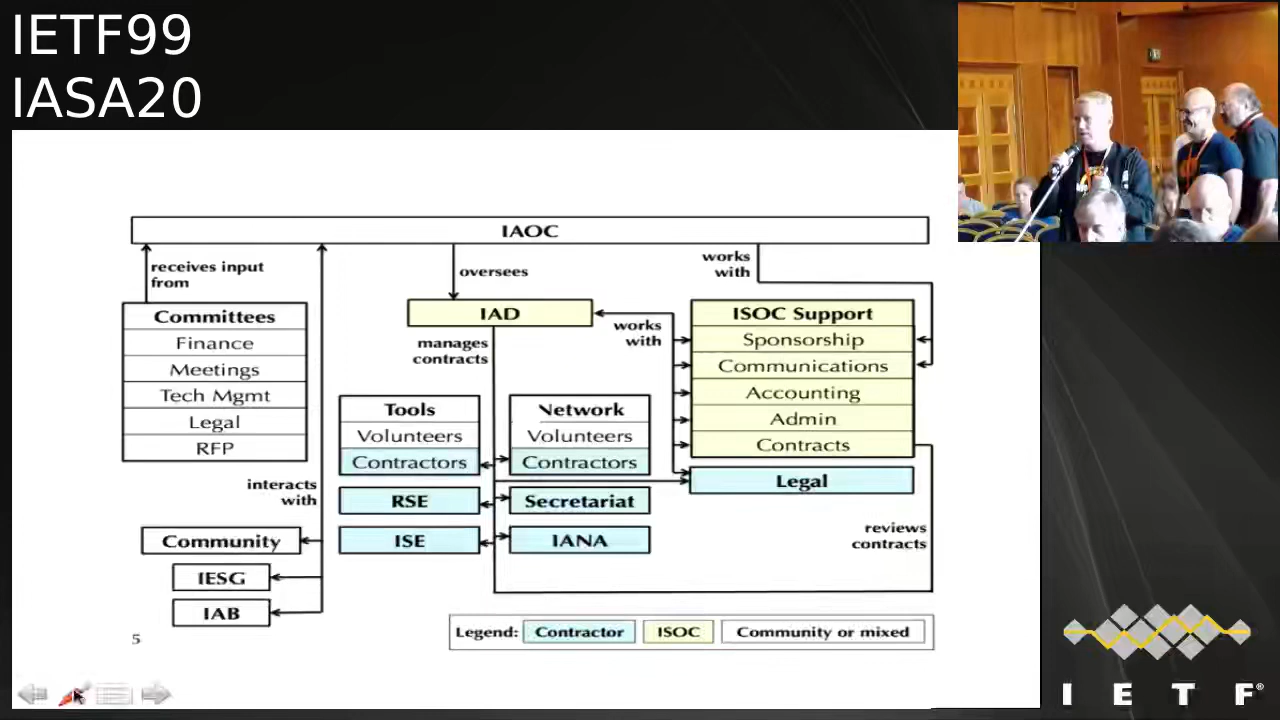 IETF99
IASA20
IAOC
receives input
from
oversees
works
with
Committees
Finance
Meetings
Tech Mgmt
Legal
RFP
IAD
works
with
manages
contracts
ISOC Support
Sponsorship
Communications
Accounting
Admin
Contracts
Tools
Volunteers
Contractors
Network
Volunteers
Contractors
Legal
interacts
with
RSE
Secretariat
reviews
contracts
Community
ISE
IANA
IESG
IAB
Legend:
Contractor
ISOC
Community or mixed
5
I E T F®